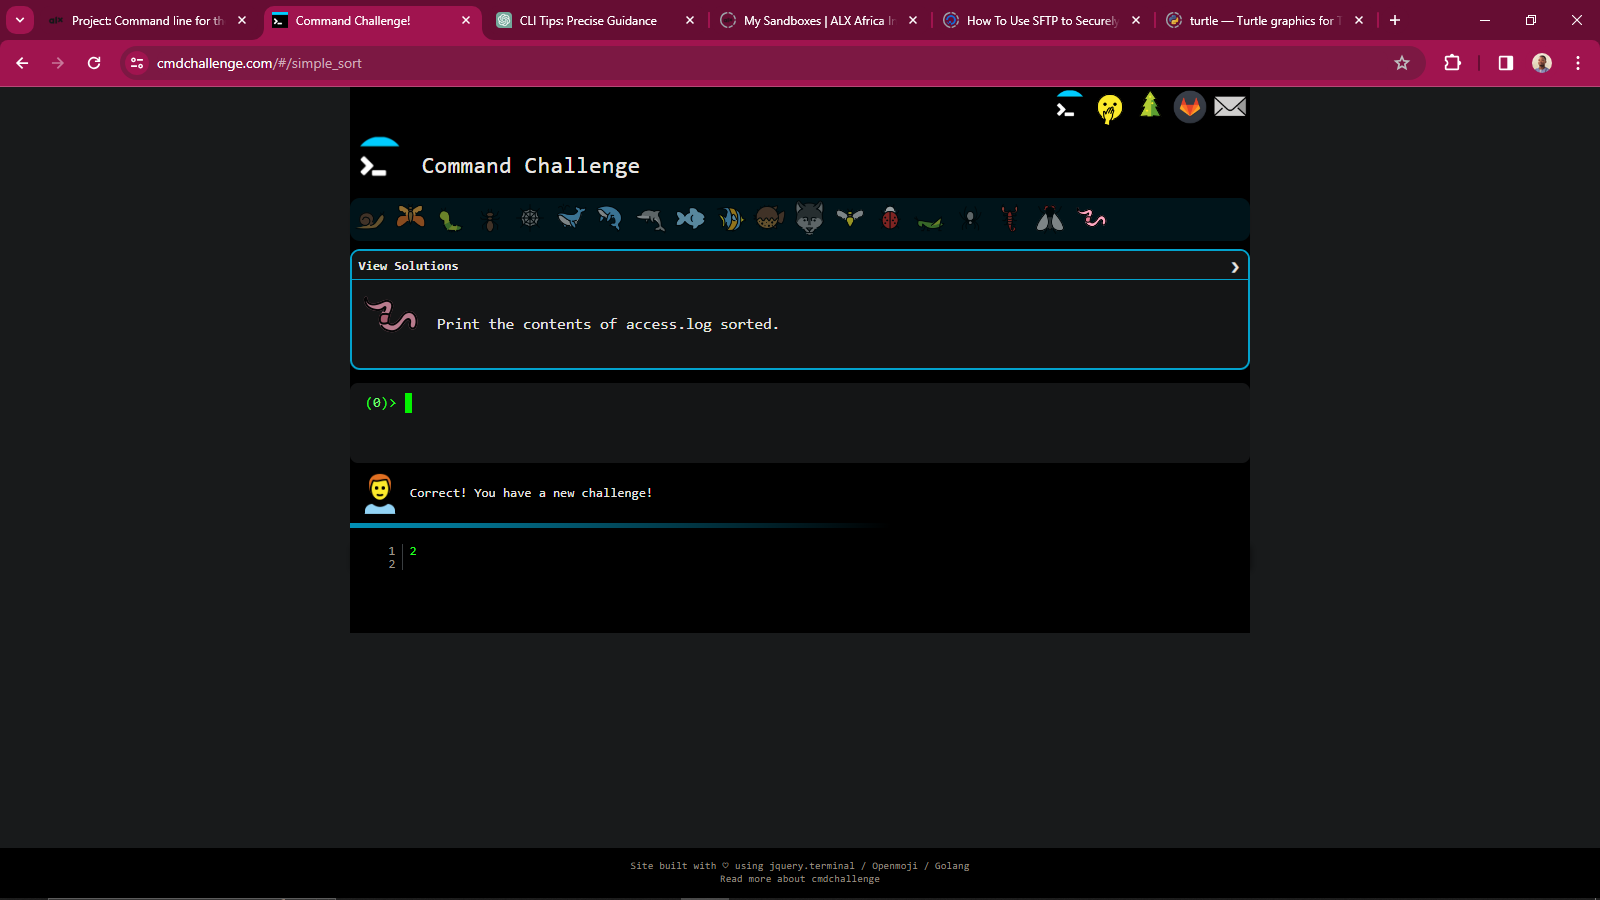 Project: Command line for th
Command Challenge!
CLI Tips: Precise Guidance
My Sandboxes | ALX Africa In
How To Use SFTP to Securely
turtle — Turtle graphics for T
cmdchallenge.com/#/simple_sort
Command Challenge
View Solutions
Print the contents of access.log sorted.
(0)>
Correct! You have a new challenge!
1 2
2
Site built with ♡ using jquery.terminal / Openmoji / Golang
Read more about cmdchallenge